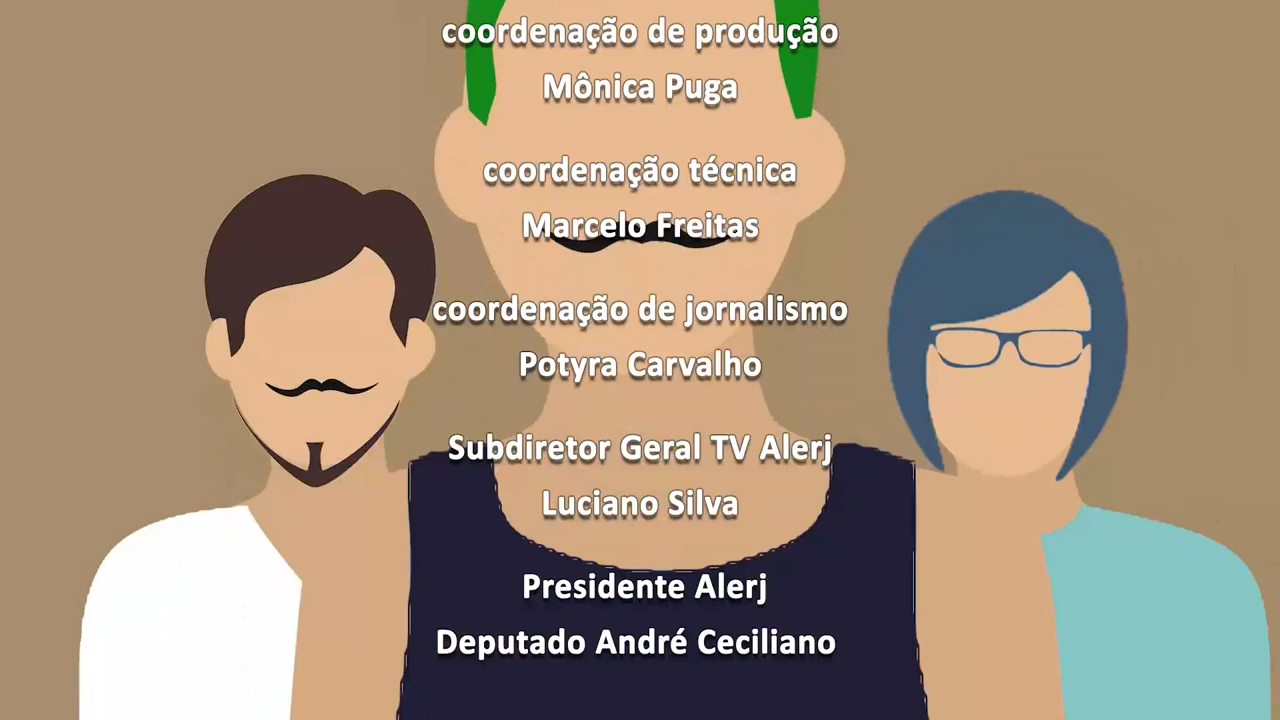 coordenação de produção
Mônica Puga
coordenação técnica
Marcelo Freitas
coordenação de jornalismo
Potyra Carvalho
Subdiretor Geral TV Alerj
Luciano Silva
Presidente Alerj
Deputado André Ceciliano